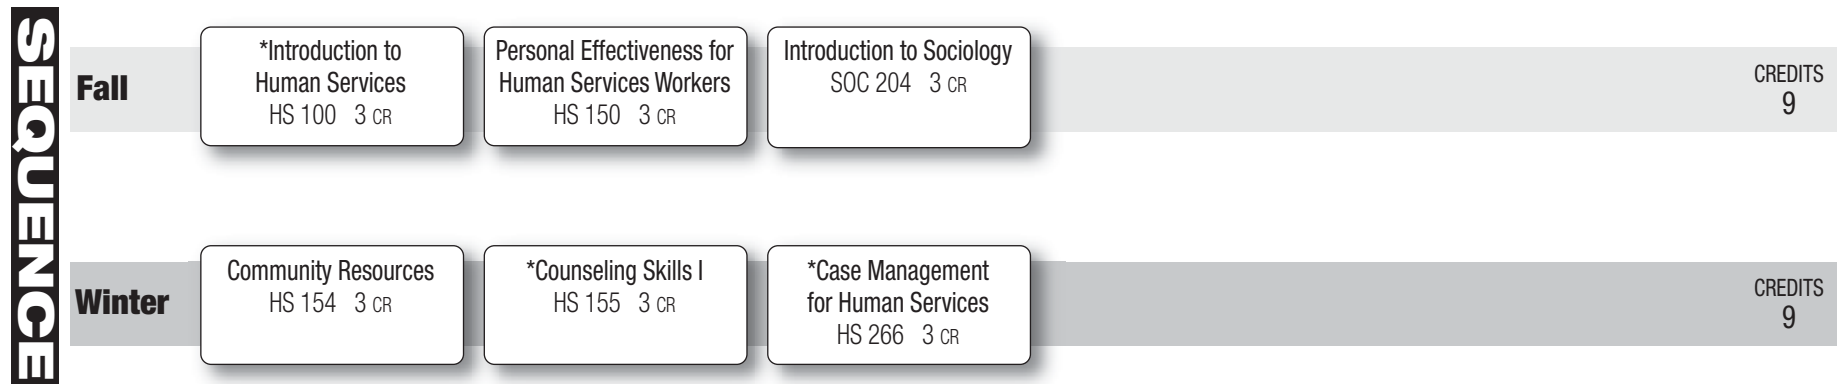 SEQUENCE
Fall
*Introduction to
Human Services
HS 100 3 CR
Personal Effectiveness for
Human Services Workers
HS 150 3 CR
Introduction to Sociology
SOC 204 3 CR
CREDITS
9
Winter
Community Resources
HS 154 3 CR
*Counseling Skills I
HS 155 3 CR
*Case Management
for Human Services
HS 266 3 CR
CREDITS
9